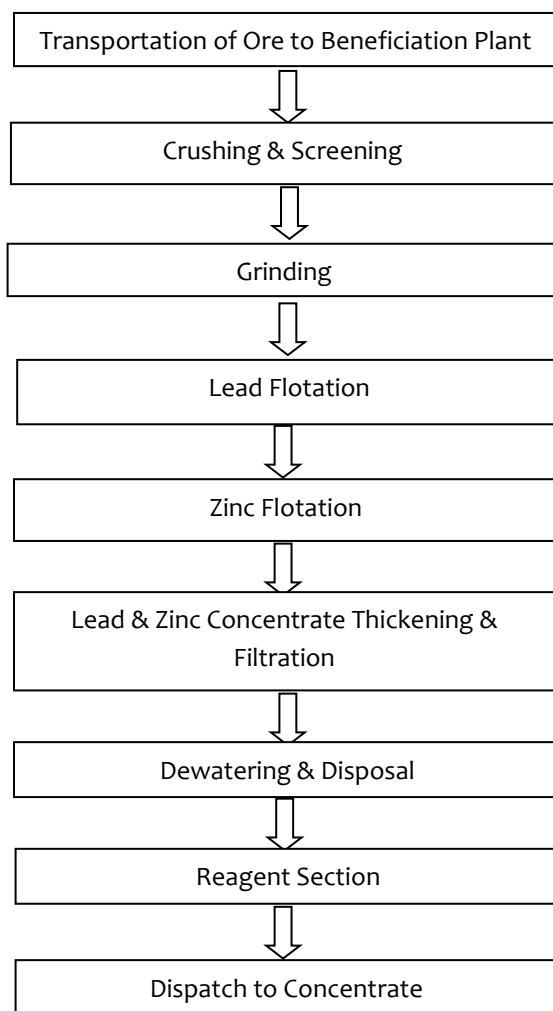 Transportation of Ore to Beneficiation Plant
Crushing & Screening
Grinding
Lead Flotation
Zinc Flotation
Lead & Zinc Concentrate Thickening &
Filtration
Dewatering & Disposal
Reagent Section
Dispatch to Concentrate